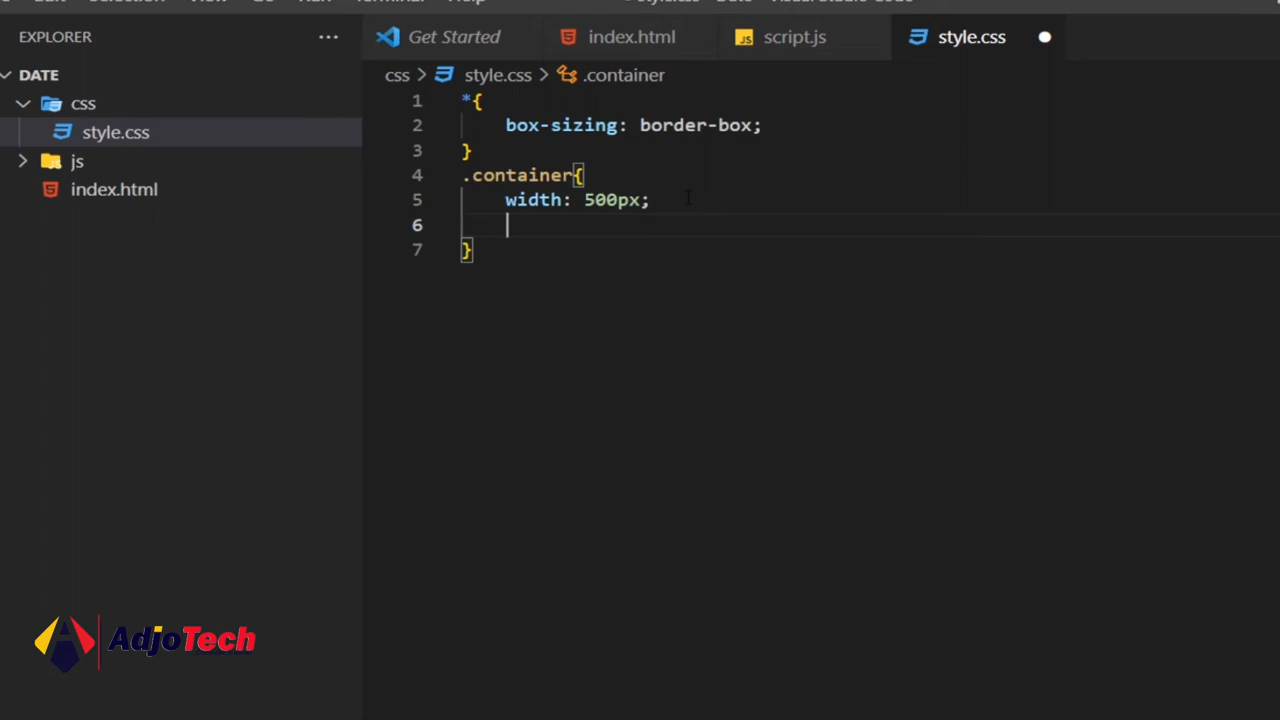 EXPLORER ···
Get Started index.html script.js style.css
DATE
css > style.css > .container
css
style.css
js
index.html
1 *{
2 box-sizing: border-box;
3 }
4 .container{
5 width: 500px;
6
7 }
AdjoTech